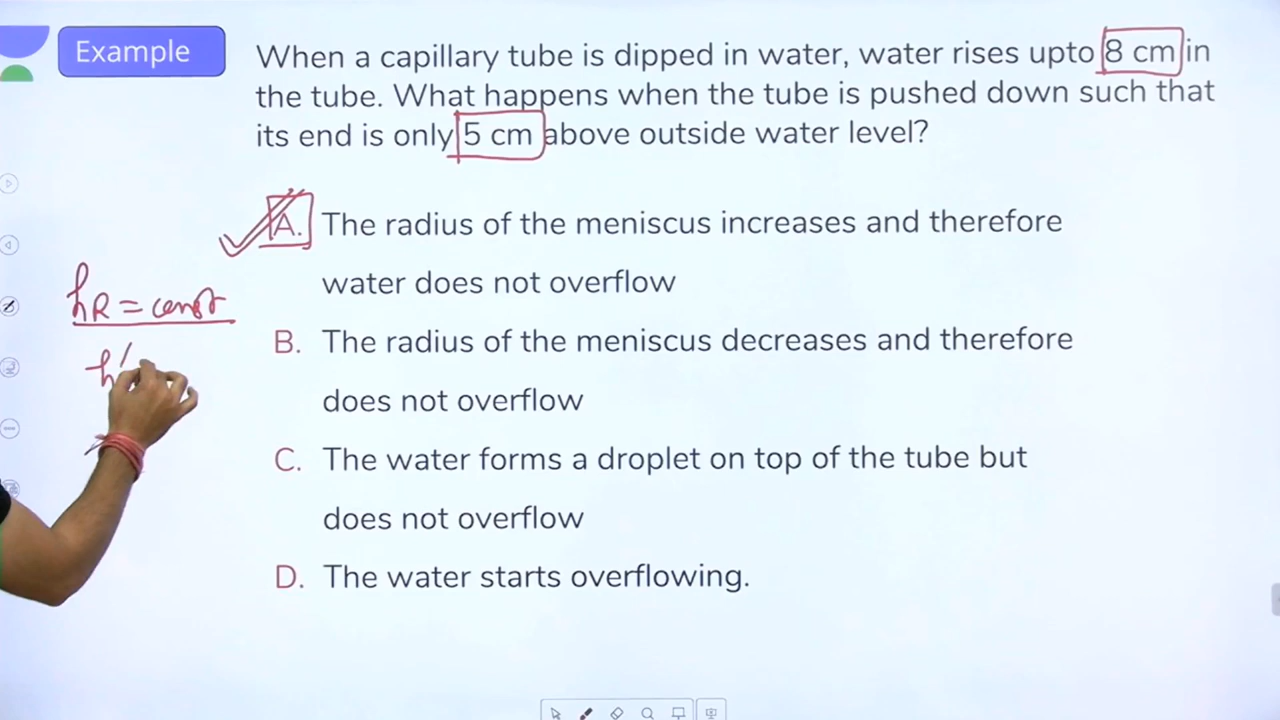 Example
When a capillary tube is dipped in water, water rises upto 8 cm in
the tube. What happens when the tube is pushed down such that
its end is only 5 cm above outside water level?
A. The radius of the meniscus increases and therefore
water does not overflow
hR = const
B. The radius of the meniscus decreases and therefore
does not overflow
h'
C. The water forms a droplet on top of the tube but
does not overflow
D. The water starts overflowing.